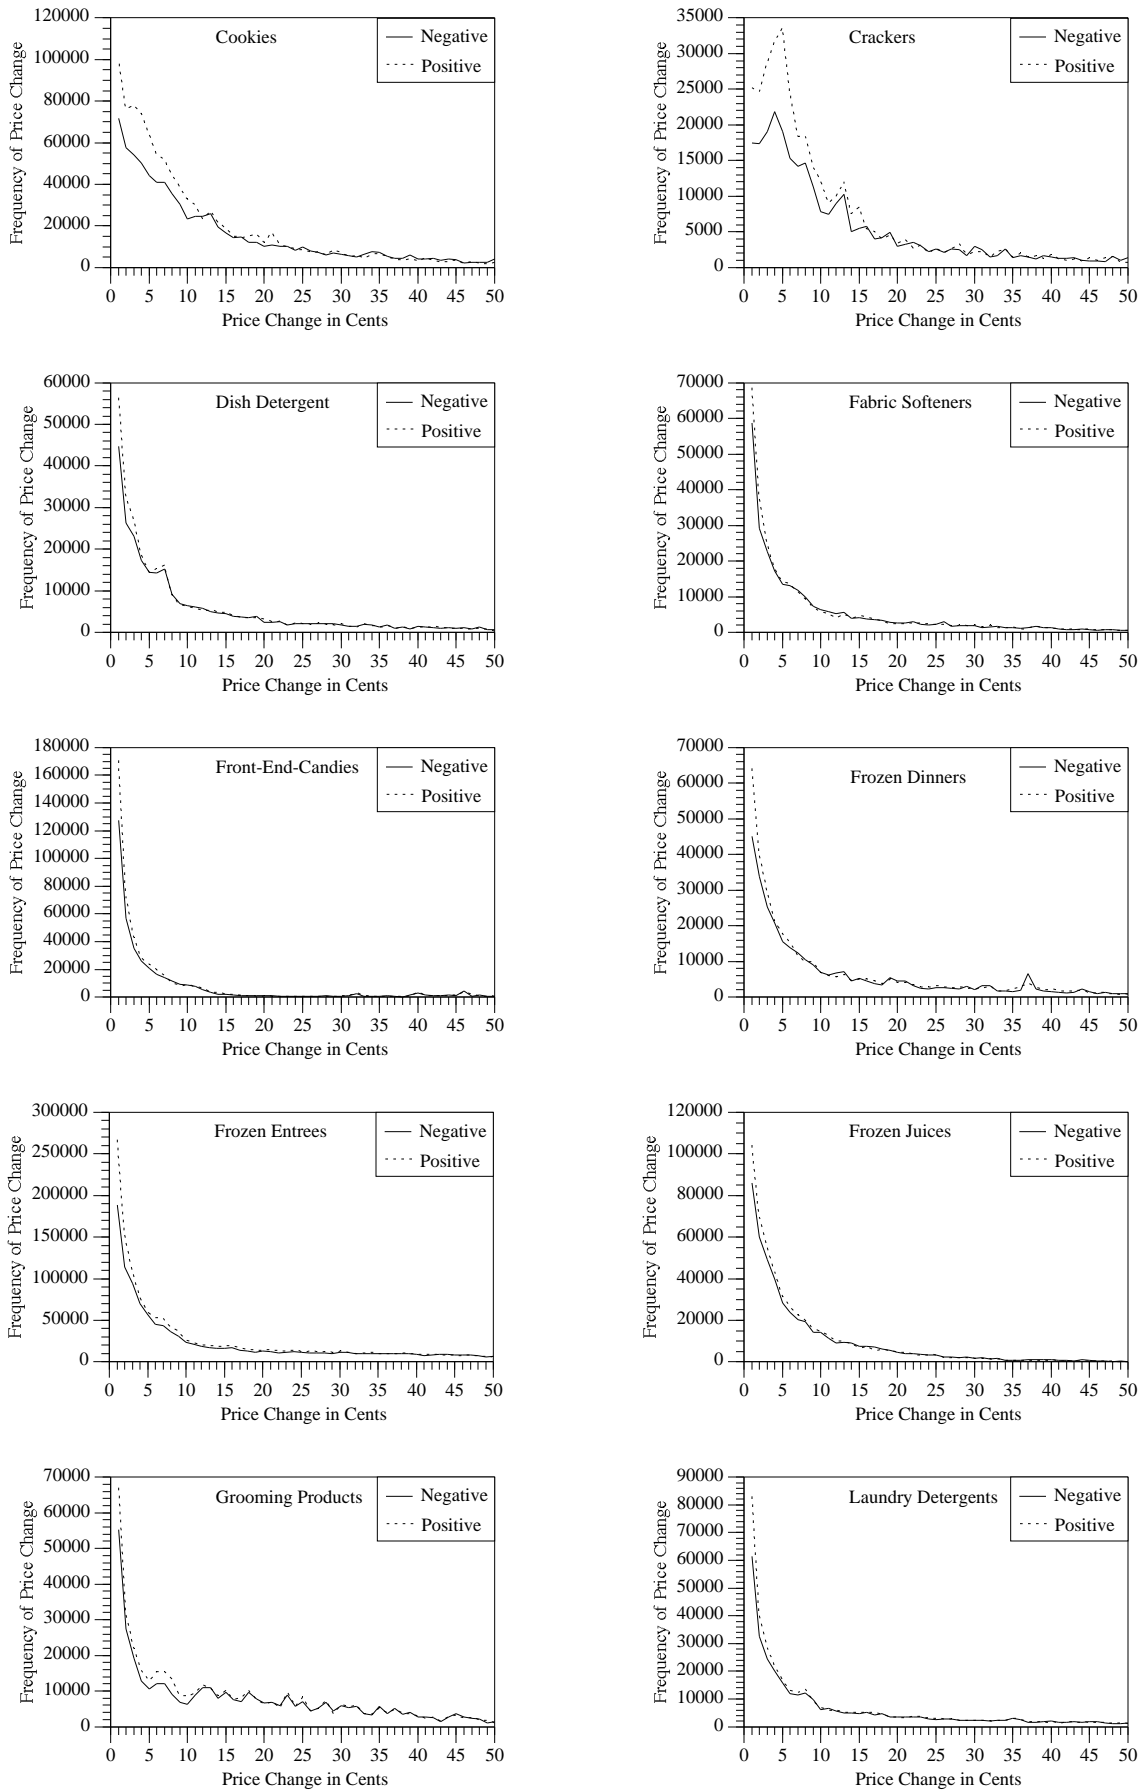 Cookies
Negative
Positive
120000
100000
80000
60000
40000
20000
0
Frequency of Price Change
0 5 10 15 20 25 30 35 40 45 50
Price Change in Cents
Crackers
Negative
Positive
35000
30000
25000
20000
15000
10000
5000
0
Frequency of Price Change
0 5 10 15 20 25 30 35 40 45 50
Price Change in Cents
Dish Detergent
Negative
Positive
60000
50000
40000
30000
20000
10000
0
Frequency of Price Change
0 5 10 15 20 25 30 35 40 45 50
Price Change in Cents
Fabric Softeners
Negative
Positive
70000
60000
50000
40000
30000
20000
10000
0
Frequency of Price Change
0 5 10 15 20 25 30 35 40 45 50
Price Change in Cents
Front-End-Candies
Negative
Positive
180000
160000
140000
120000
100000
80000
60000
40000
20000
0
Frequency of Price Change
0 5 10 15 20 25 30 35 40 45 50
Price Change in Cents
Frozen Dinners
Negative
Positive
70000
60000
50000
40000
30000
20000
10000
0
Frequency of Price Change
0 5 10 15 20 25 30 35 40 45 50
Price Change in Cents
Frozen Entrees
Negative
Positive
300000
250000
200000
150000
100000
50000
0
Frequency of Price Change
0 5 10 15 20 25 30 35 40 45 50
Price Change in Cents
Frozen Juices
Negative
Positive
120000
100000
80000
60000
40000
20000
0
Frequency of Price Change
0 5 10 15 20 25 30 35 40 45 50
Price Change in Cents
Grooming Products
Negative
Positive
70000
60000
50000
40000
30000
20000
10000
0
Frequency of Price Change
0 5 10 15 20 25 30 35 40 45 50
Price Change in Cents
Laundry Detergents
Negative
Positive
90000
80000
70000
60000
50000
40000
30000
20000
10000
0
Frequency of Price Change
0 5 10 15 20 25 30 35 40 45 50
Price Change in Cents